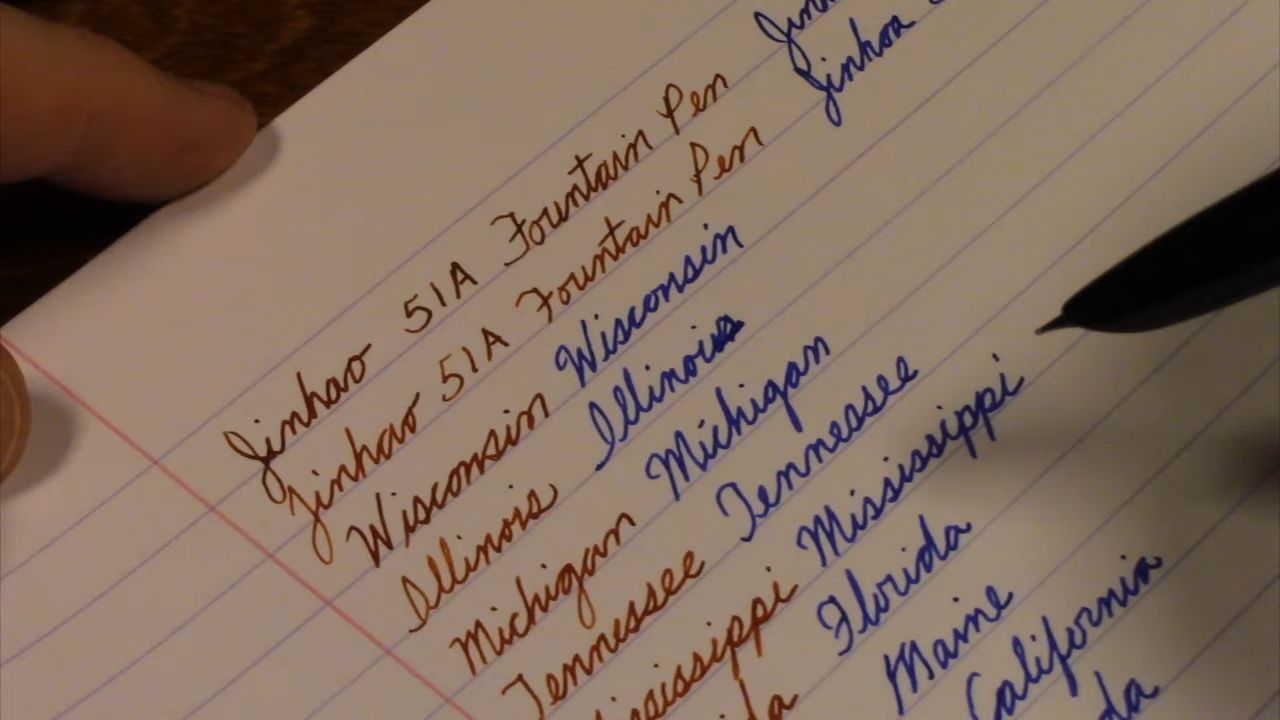 Jinhao 51A Fountain Pen
Jinhao 51A Fountain Pen Jinhoa
Wisconsin Wisconsin
Illinois Illinois
Michigan Michigan
Tennessee Tennessee
Mississippi Mississippi
Florida
Maine
California